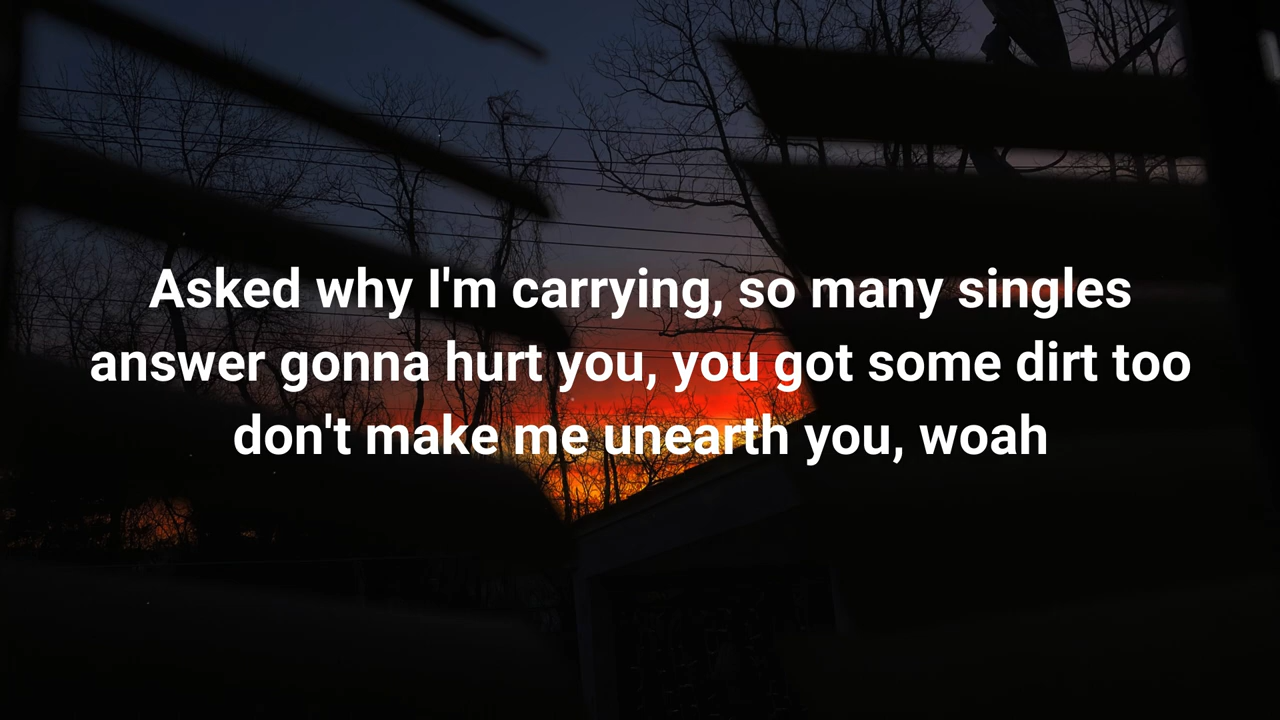 Asked why I'm carrying, so many singles
answer gonna hurt you, you got some dirt too
don't make me unearth you, woah